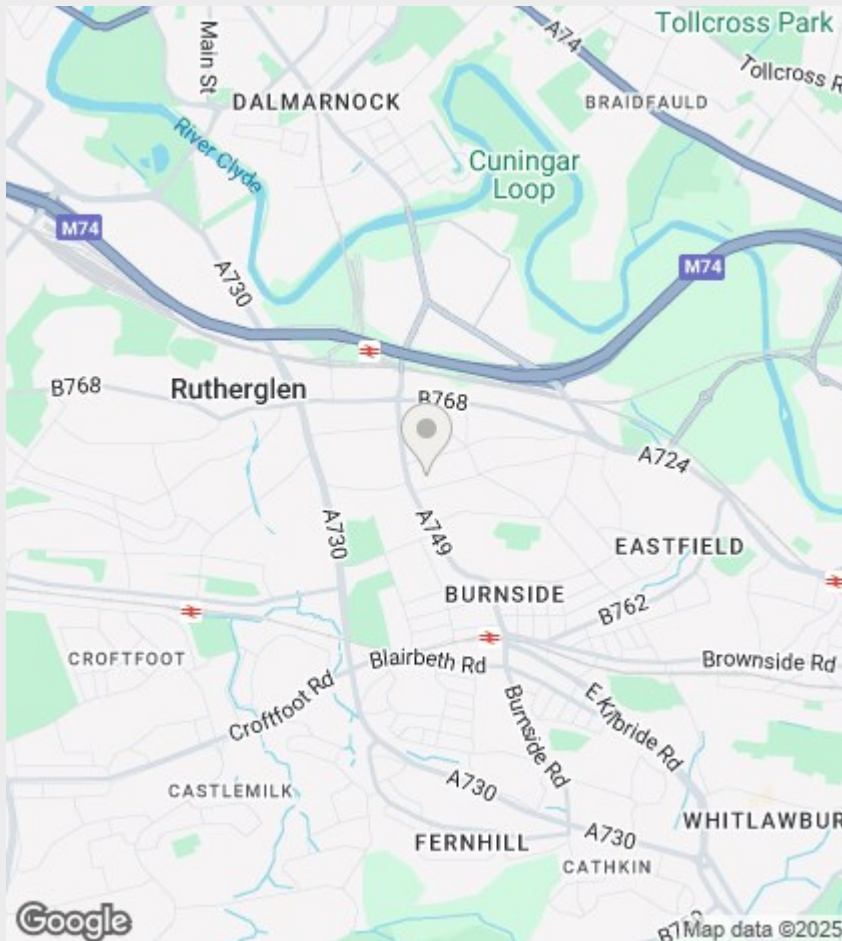 Tollcross Park
A74
Main St
Tollcross R
DALMARNOCK
BRAIDFAULD
River Clyde
Cuningar
Loop
M74
M74
A730
B768
Rutherglen
B768
A724
A730
A749
EASTFIELD
BURNSIDE
B762
CROFTFOOT
Blairbeth Rd
Brownside Rd
Croftfoot Rd
E Kilbride Rd
Burnside Rd
A730
CASTLEMILK
A730
WHITLAWBUR
FERNHILL
CATHKIN
Google
Map data ©2025